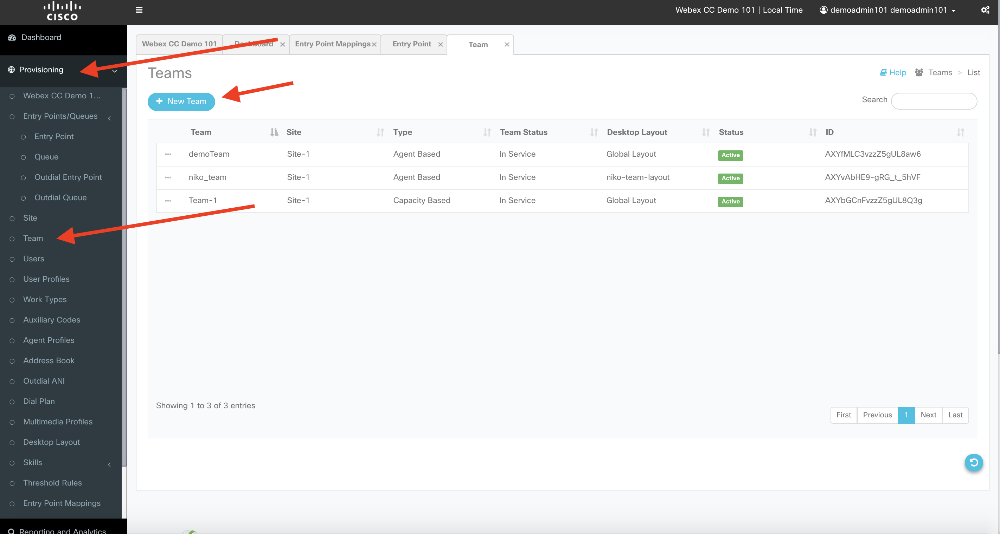 CISCO
Webex CC Demo 101 | Local Time
demoadmin101 demoadmin101
Dashboard
Provisioning
Webex CC Demo 1...
Entry Points/Queues
Entry Point
Queue
Outdial Entry Point
Outdial Queue
Site
Team
Users
User Profiles
Work Types
Auxiliary Codes
Agent Profiles
Address Book
Outdial ANI
Dial Plan
Multimedia Profiles
Desktop Layout
Skills
Threshold Rules
Entry Point Mappings
Reporting and Analytics
Webex CC Demo 101 Dashboard Entry Point Mappings Entry Point Team
Teams
Help Teams > List
+ New Team
Search
Team Site Type Team Status Desktop Layout Status ID
demoTeam Site-1 Agent Based In Service Global Layout Active AXYfMLC3vzzZ5gUL8aw6
niko_team Site-1 Agent Based In Service niko-team-layout Active AXYvAbHE9-gRG_t_5hVF
Team-1 Site-1 Capacity Based In Service Global Layout Active AXYbGCnFvzzZ5gUL8Q3g
Showing 1 to 3 of 3 entries
First Previous 1 Next Last